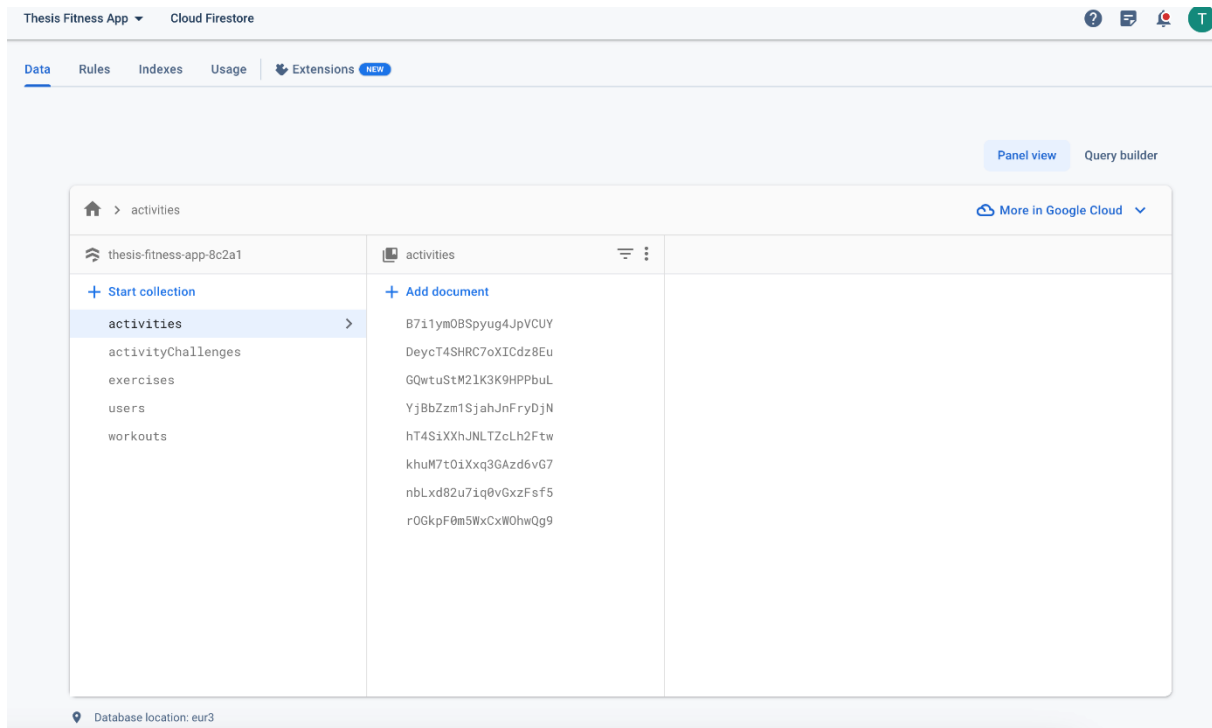 Thesis Fitness App Cloud Firestore T
Data Rules Indexes Usage Extensions NEW
Panel view Query builder
activities More in Google Cloud
thesis-fitness-app-8c2a1 activities
Start collection Add document
activities B7i1ymOBSpyug4JpVCUY
activityChallenges DeycT4SHRC7oXICdz8Eu
exercises GQwtuStM2lK3K9HPPbuL
users YjBbZzm1SjahJnFryDjN
workouts hT4SiXXhJNLTZcLh2Ftw
khuM7tOiXxq3GAzd6vG7
nbLxd82u7iq0vGxzFsf5
rOGkpF0m5WxCxWOhwQg9
Database location: eur3